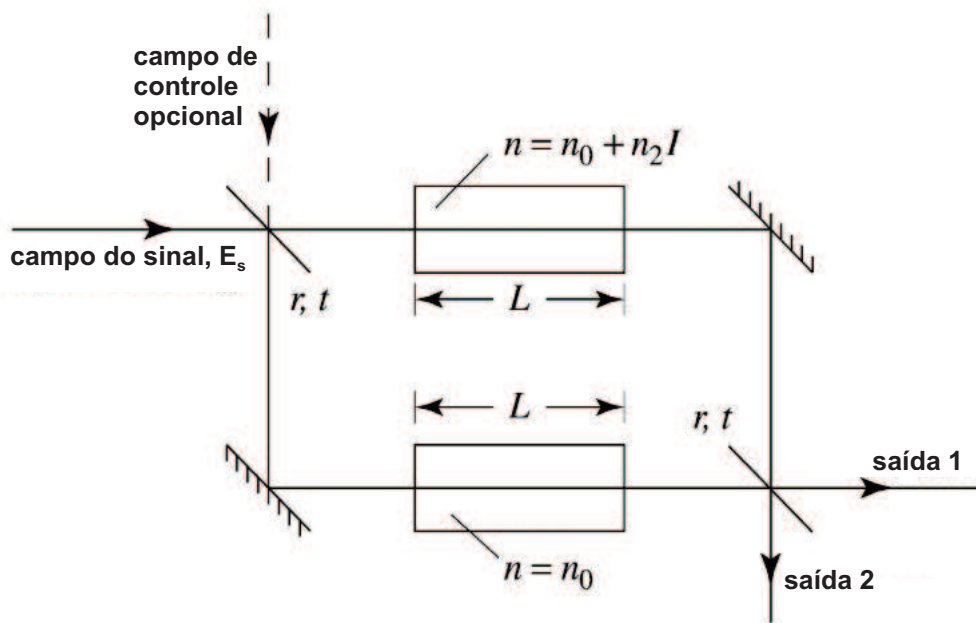 campo de
controle
opcional
n = n₀ + n₂I
campo do sinal, Eₛ
r, t
L
L
r, t
saída 1
n = n₀
saída 2